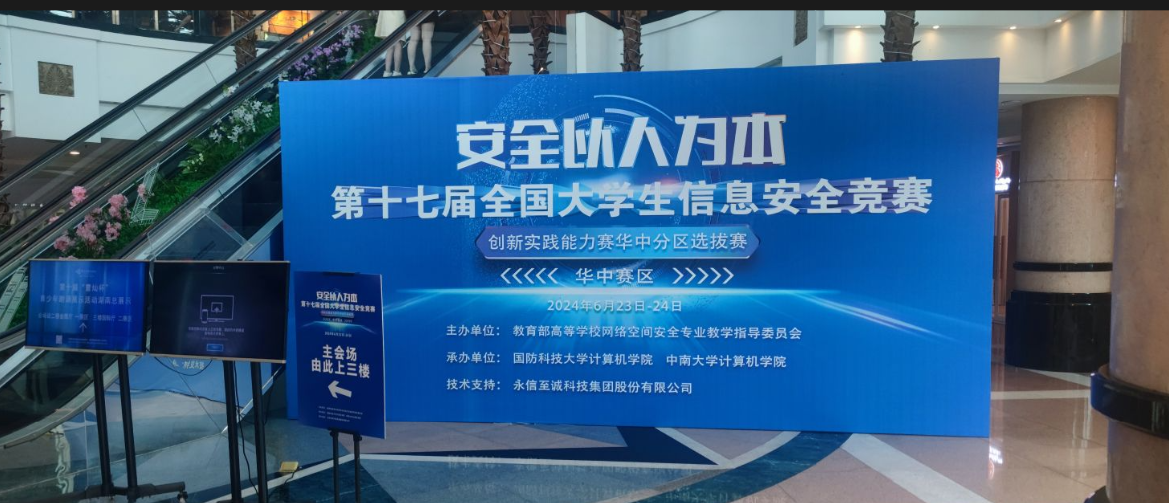 安全以人为本
第十七届全国大学生信息安全竞赛
创新实践能力赛华中分区选拔赛
华中赛区
2024年6月23日-24日
主办单位： 教育部高等学校网络空间安全专业教学指导委员会
承办单位： 国防科技大学计算机学院 中南大学计算机学院
技术支持： 永信至诚科技集团股份有限公司
安全以人为本
第十七届全国大学生信息安全竞赛
主会场
由此上三楼